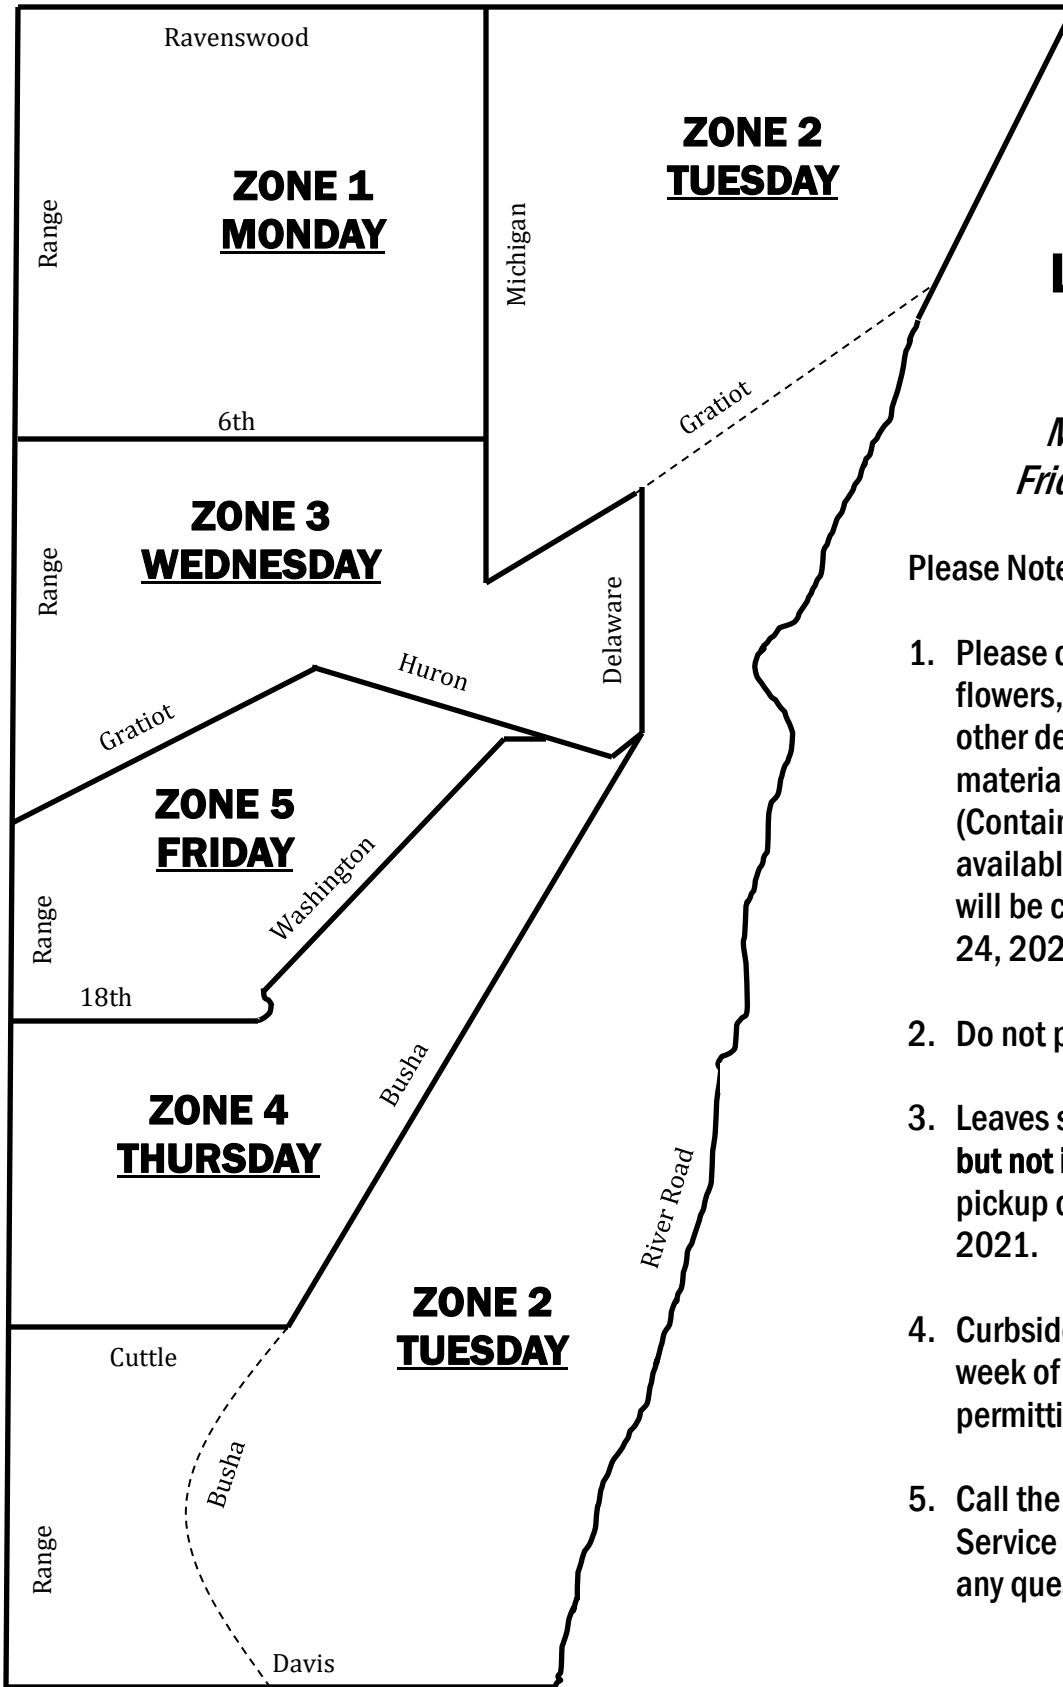 Ravenswood
ZONE 2
TUESDAY
ZONE 1
MONDAY
Range
Michigan
L
Gratiot
6th
Frid
ZONE 3
WEDNESDAY
Range
Please Note
Delaware
Huron
Gratiot
1. Please
flowers,
other de
materia
(Contain
availabl
will be c
24, 202
ZONE 5
FRIDAY
Washington
Range
18th
2. Do not p
Busha
ZONE 4
THURSDAY
3. Leaves s
but not i
pickup
2021.
River Road
ZONE 2
TUESDAY
4. Curbside
week of
permitti
Cuttle
Busha
5. Call the
Service
any que
Range
Davis